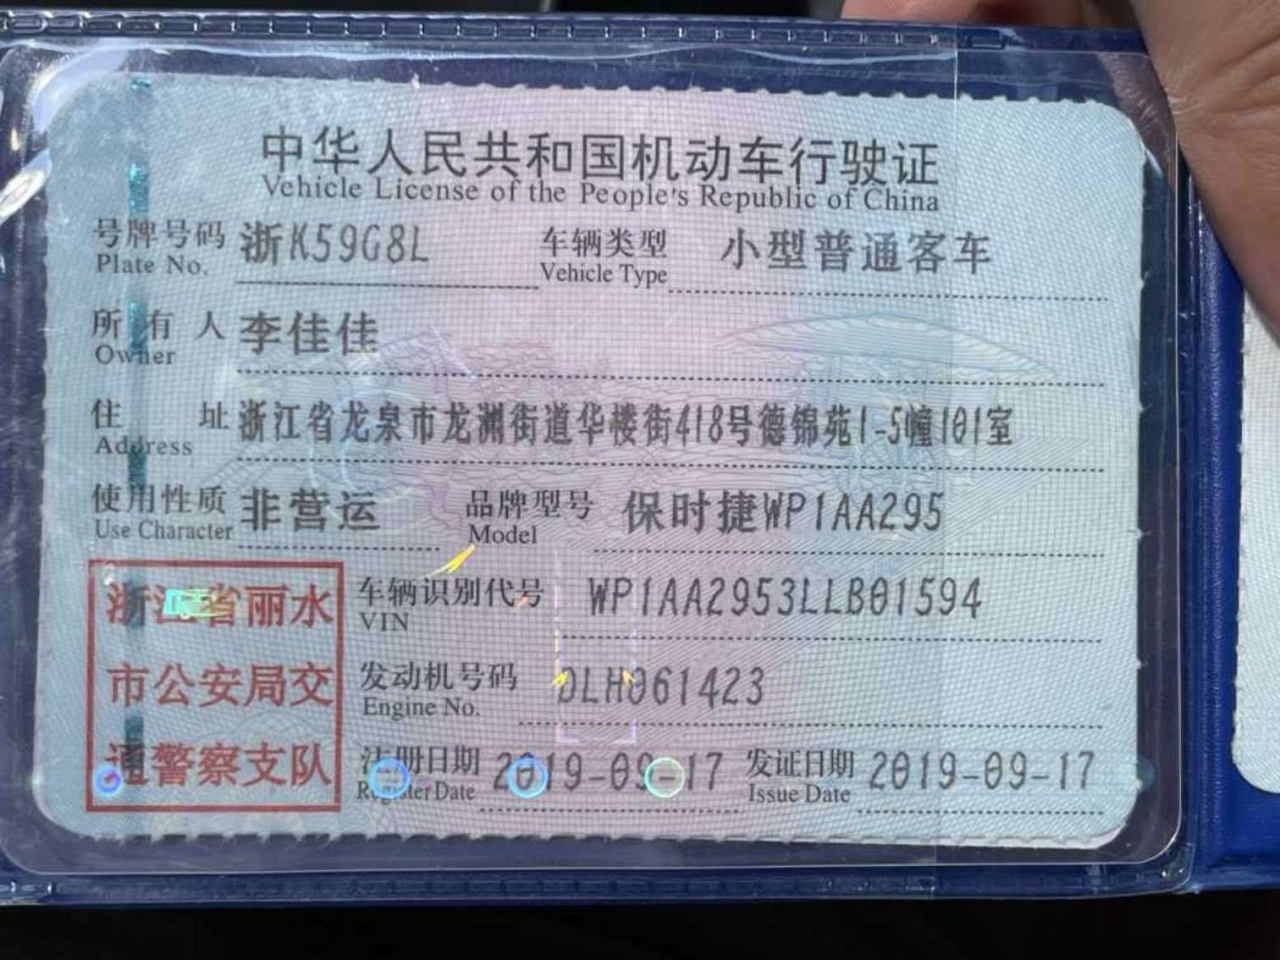 中华人民共和国机动车行驶证
Vehicle License of the People's Republic of China
号牌号码 浙K59G8L 车辆类型 小型普通客车
Plate No. Vehicle Type
所有人 李佳佳
Owner
住址 浙江省龙泉市龙渊街道华楼街418号德锦苑1-5幢101室
Address
使用性质 非营运 品牌型号 保时捷WP1AA295
Use Character Model
浙江省丽水 车辆识别代号 WP1AA2953LLB01594
VIN
市公安局交 发动机号码 DLH061423
Engine No.
通警察支队 注册日期 2019-09-17 发证日期 2019-09-17
Register Date Issue Date